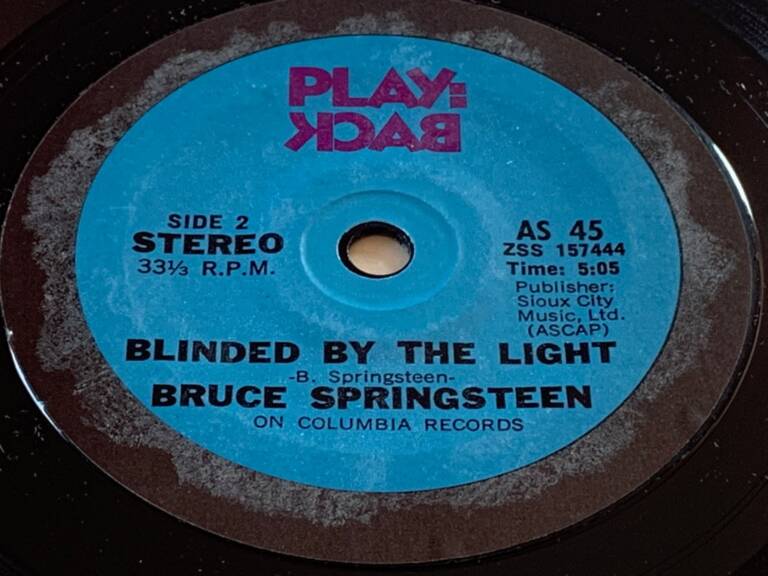 PLAY:
BACK
SIDE 2
STEREO
33⅓ R.P.M.
AS 45
ZSS 157444
Time: 5:05
Publisher:
Sioux City
Music, Ltd.
(ASCAP)
BLINDED BY THE LIGHT
-B. Springsteen-
BRUCE SPRINGSTEEN
ON COLUMBIA RECORDS